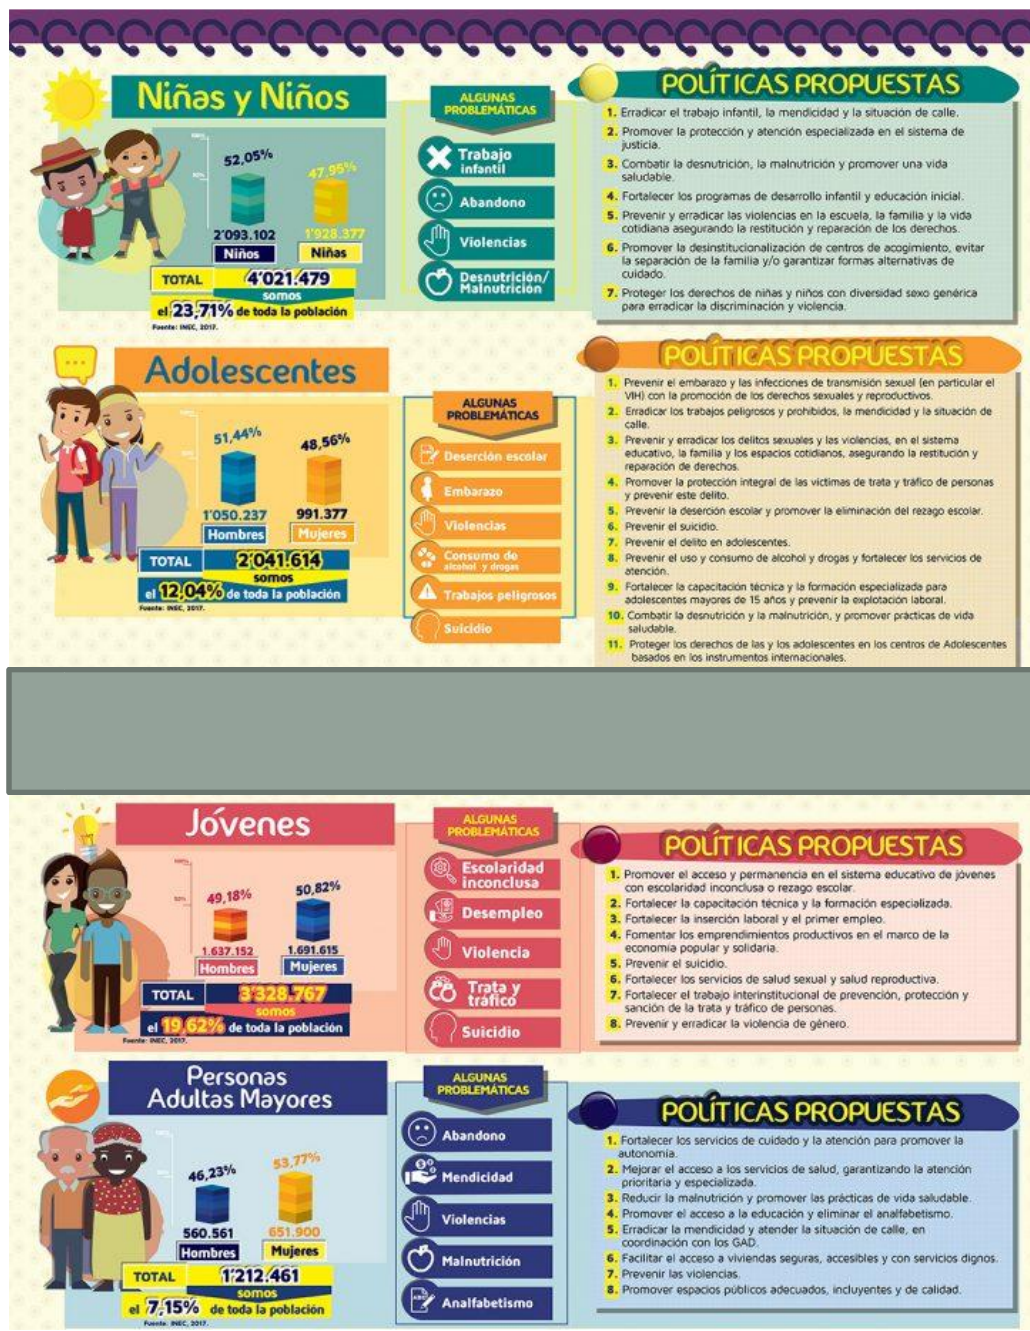 Niñas y Niños
52,05%
47,95%
2'093.102
1'928.377
Niños
Niñas
TOTAL
4'021.479
somos
el 23,71% de toda la población
Fuente: INEC, 2017.
ALGUNAS
PROBLEMÁTICAS
Trabajo
infantil
Abandono
Violencias
Desnutrición/
Malnutrición
POLÍTICAS PROPUESTAS
1. Erradicar el trabajo infantil, la mendicidad y la situación de calle.
2. Promover la protección y atención especializada en el sistema de
justicia.
3. Combatir la desnutrición, la malnutrición y promover una vida
saludable.
4. Fortalecer los programas de desarrollo infantil y educación inicial.
5. Prevenir y erradicar las violencias en la escuela, la familia y la vida
cotidiana asegurando la restitución y reparación de los derechos.
6. Promover la desinstitucionalización de centros de acogimiento, evitar
la separación de la familia y/o garantizar formas alternativas de
cuidado.
7. Proteger los derechos de niñas y niños con diversidad sexo genérica
para erradicar la discriminación y violencia.
Adolescentes
51,44%
48,56%
1'050.237
991.377
Hombres
Mujeres
TOTAL
2'041.614
somos
el 12,04% de toda la población
Fuente: INEC, 2017.
ALGUNAS
PROBLEMÁTICAS
Deserción escolar
Embarazo
Violencias
Consumo de
alcohol y drogas
Trabajos peligrosos
Suicidio
POLÍTICAS PROPUESTAS
1. Prevenir el embarazo y las infecciones de transmisión sexual (en particular el
VIH) con la promoción de los derechos sexuales y reproductivos.
2. Erradicar los trabajos peligrosos y prohibidos, la mendicidad y la situación de
calle.
3. Prevenir y erradicar los delitos sexuales y las violencias, en el sistema
educativo, la familia y los espacios cotidianos, asegurando la restitución y
reparación de derechos.
4. Promover la protección integral de las víctimas de trata y tráfico de personas
y prevenir este delito.
5. Prevenir la deserción escolar y promover la eliminación del rezago escolar.
6. Prevenir el suicidio.
7. Prevenir el delito en adolescentes.
8. Prevenir el uso y consumo de alcohol y drogas y fortalecer los servicios de
atención.
9. Fortalecer la capacitación técnica y la formación especializada para
adolescentes mayores de 15 años y prevenir la explotación laboral.
10. Combatir la desnutrición y la malnutrición, y promover prácticas de vida
saludable.
11. Proteger los derechos de las y los adolescentes en los centros de Adolescentes
basados en los instrumentos internacionales.
Jóvenes
100%
50%
49,18%
50,82%
1.637.152
1.691.615
Hombres
Mujeres
TOTAL
3'328.767
somos
el 19,62% de toda la población
Fuente: INEC, 2017.
ALGUNAS
PROBLEMÁTICAS
Escolaridad
inconclusa
Desempleo
Violencia
Trata y
tráfico
Suicidio
POLÍTICAS PROPUESTAS
1. Promover el acceso y permanencia en el sistema educativo de jóvenes
con escolaridad inconclusa o rezago escolar.
2. Fortalecer la capacitación técnica y la formación especializada.
3. Fortalecer la inserción laboral y el primer empleo.
4. Fomentar los emprendimientos productivos en el marco de la
economía popular y solidaria.
5. Prevenir el suicidio.
6. Fortalecer los servicios de salud sexual y salud reproductiva.
7. Fortalecer el trabajo interinstitucional de prevención, protección y
sanción de la trata y tráfico de personas.
8. Prevenir y erradicar la violencia de género.
Personas
Adultas Mayores
46,23%
53,77%
560.561
651.900
Hombres
Mujeres
TOTAL
1'212.461
somos
el 7,15% de toda la población
Fuente: INEC, 2017.
ALGUNAS
PROBLEMÁTICAS
Abandono
Mendicidad
Violencias
Malnutrición
ABC
Analfabetismo
POLÍTICAS PROPUESTAS
1. Fortalecer los servicios de cuidado y la atención para promover la
autonomía.
2. Mejorar el acceso a los servicios de salud, garantizando la atención
prioritaria y especializada.
3. Reducir la malnutrición y promover las prácticas de vida saludable.
4. Promover el acceso a la educación y eliminar el analfabetismo.
5. Erradicar la mendicidad y atender la situación de calle, en
coordinación con los GAD.
6. Facilitar el acceso a viviendas seguras, accesibles y con servicios dignos.
7. Prevenir las violencias.
8. Promover espacios públicos adecuados, incluyentes y de calidad.